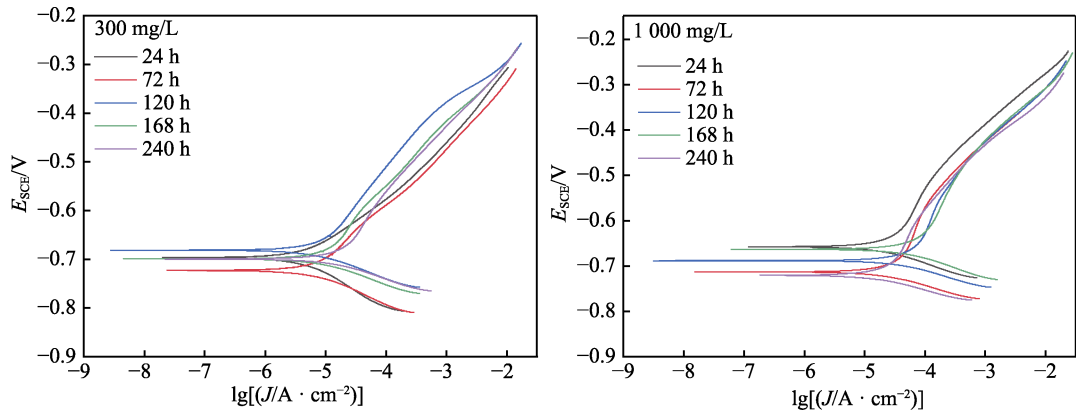 300 mg/L
24 h
72 h
120 h
168 h
240 h
−0.2
−0.3
−0.4
−0.5
−0.6
−0.7
−0.8
−0.9
E_SCE/V
−9 −8 −7 −6 −5 −4 −3 −2
lg[(J/A · cm⁻²)]
1 000 mg/L
24 h
72 h
120 h
168 h
240 h
−0.2
−0.3
−0.4
−0.5
−0.6
−0.7
−0.8
−0.9
E_SCE/V
−9 −8 −7 −6 −5 −4 −3 −2
lg[(J/A · cm⁻²)]